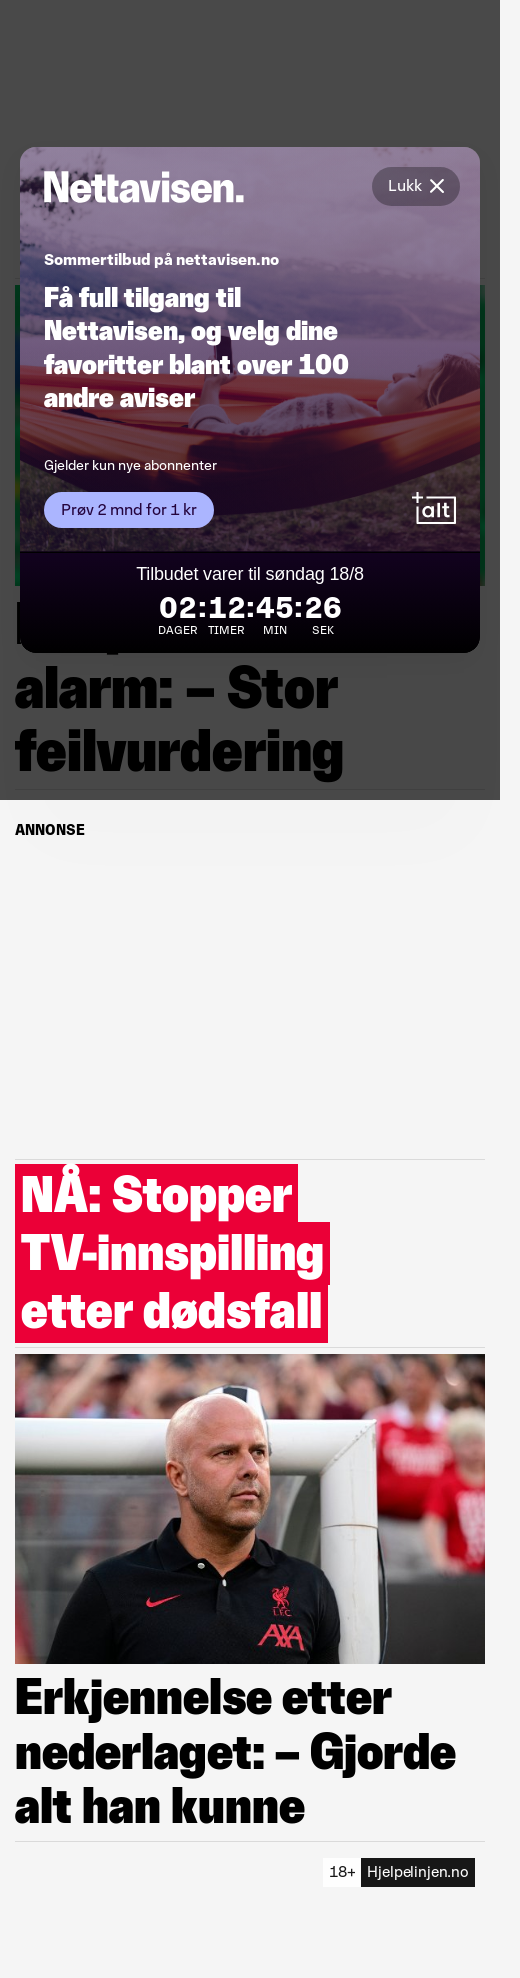 Nettavisen.
Lukk
Sommertilbud på nettavisen.no
Få full tilgang til
Nettavisen, og velg dine
favoritter blant over 100
andre aviser
Gjelder kun nye abonnenter
Prøv 2 mnd for 1 kr
+alt
Tilbudet varer til søndag 18/8
02:12:45:26
DAGER TIMER MIN SEK
alarm: – Stor
feilvurdering
ANNONSE
NÅ: Stopper
TV-innspilling
etter dødsfall
L.F.C.
AXA
Erkjennelse etter
nederlaget: – Gjorde
alt han kunne
18+ Hjelpelinjen.no